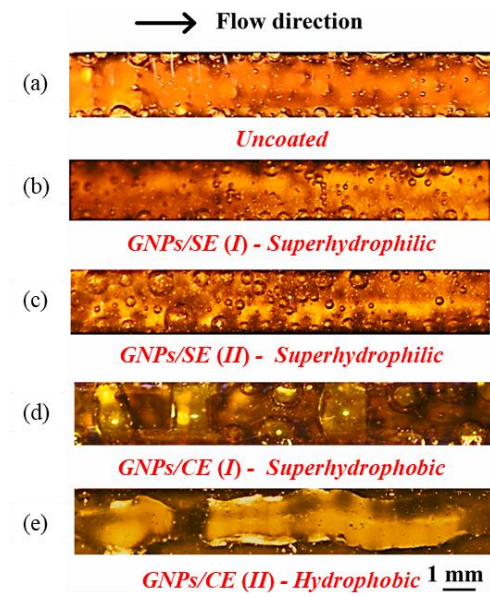 Flow direction
(a)
Uncoated
(b)
GNPs/SE (I) - Superhydrophilic
(c)
GNPs/SE (II) - Superhydrophilic
(d)
GNPs/CE (I) - Superhydrophobic
(e)
GNPs/CE (II) - Hydrophobic
1 mm